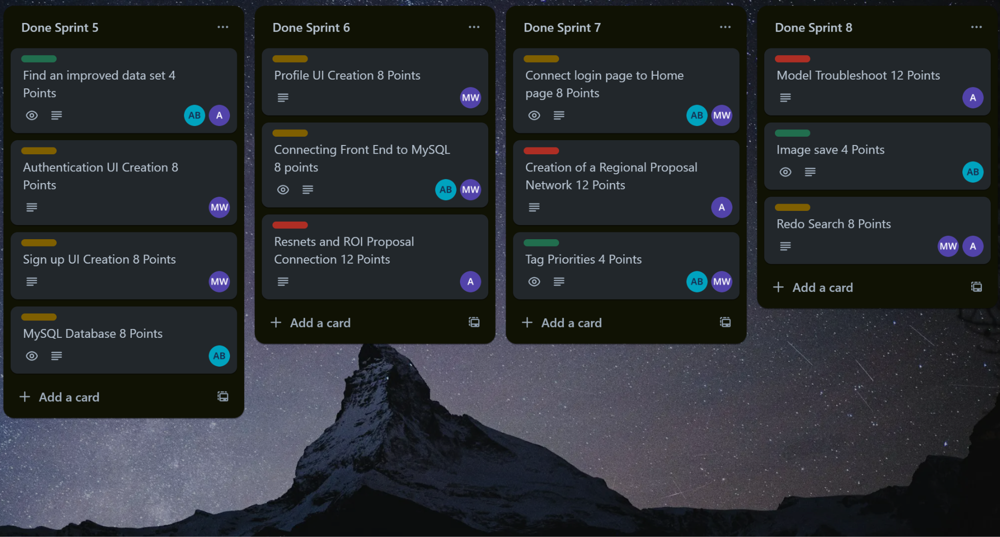 Done Sprint 5
Find an improved data set 4
Points
AB A
Authentication UI Creation 8
Points
MW
Sign up UI Creation 8 Points
MW
MySQL Database 8 Points
AB
Add a card
Done Sprint 6
Profile UI Creation 8 Points
MW
Connecting Front End to MySQL
8 points
AB MW
Resnets and ROI Proposal
Connection 12 Points
A
Add a card
Done Sprint 7
Connect login page to Home
page 8 Points
AB MW
Creation of a Regional Proposal
Network 12 Points
A
Tag Priorities 4 Points
AB MW
Add a card
Done Sprint 8
Model Troubleshoot 12 Points
A
Image save 4 Points
AB
Redo Search 8 Points
MW A
Add a card